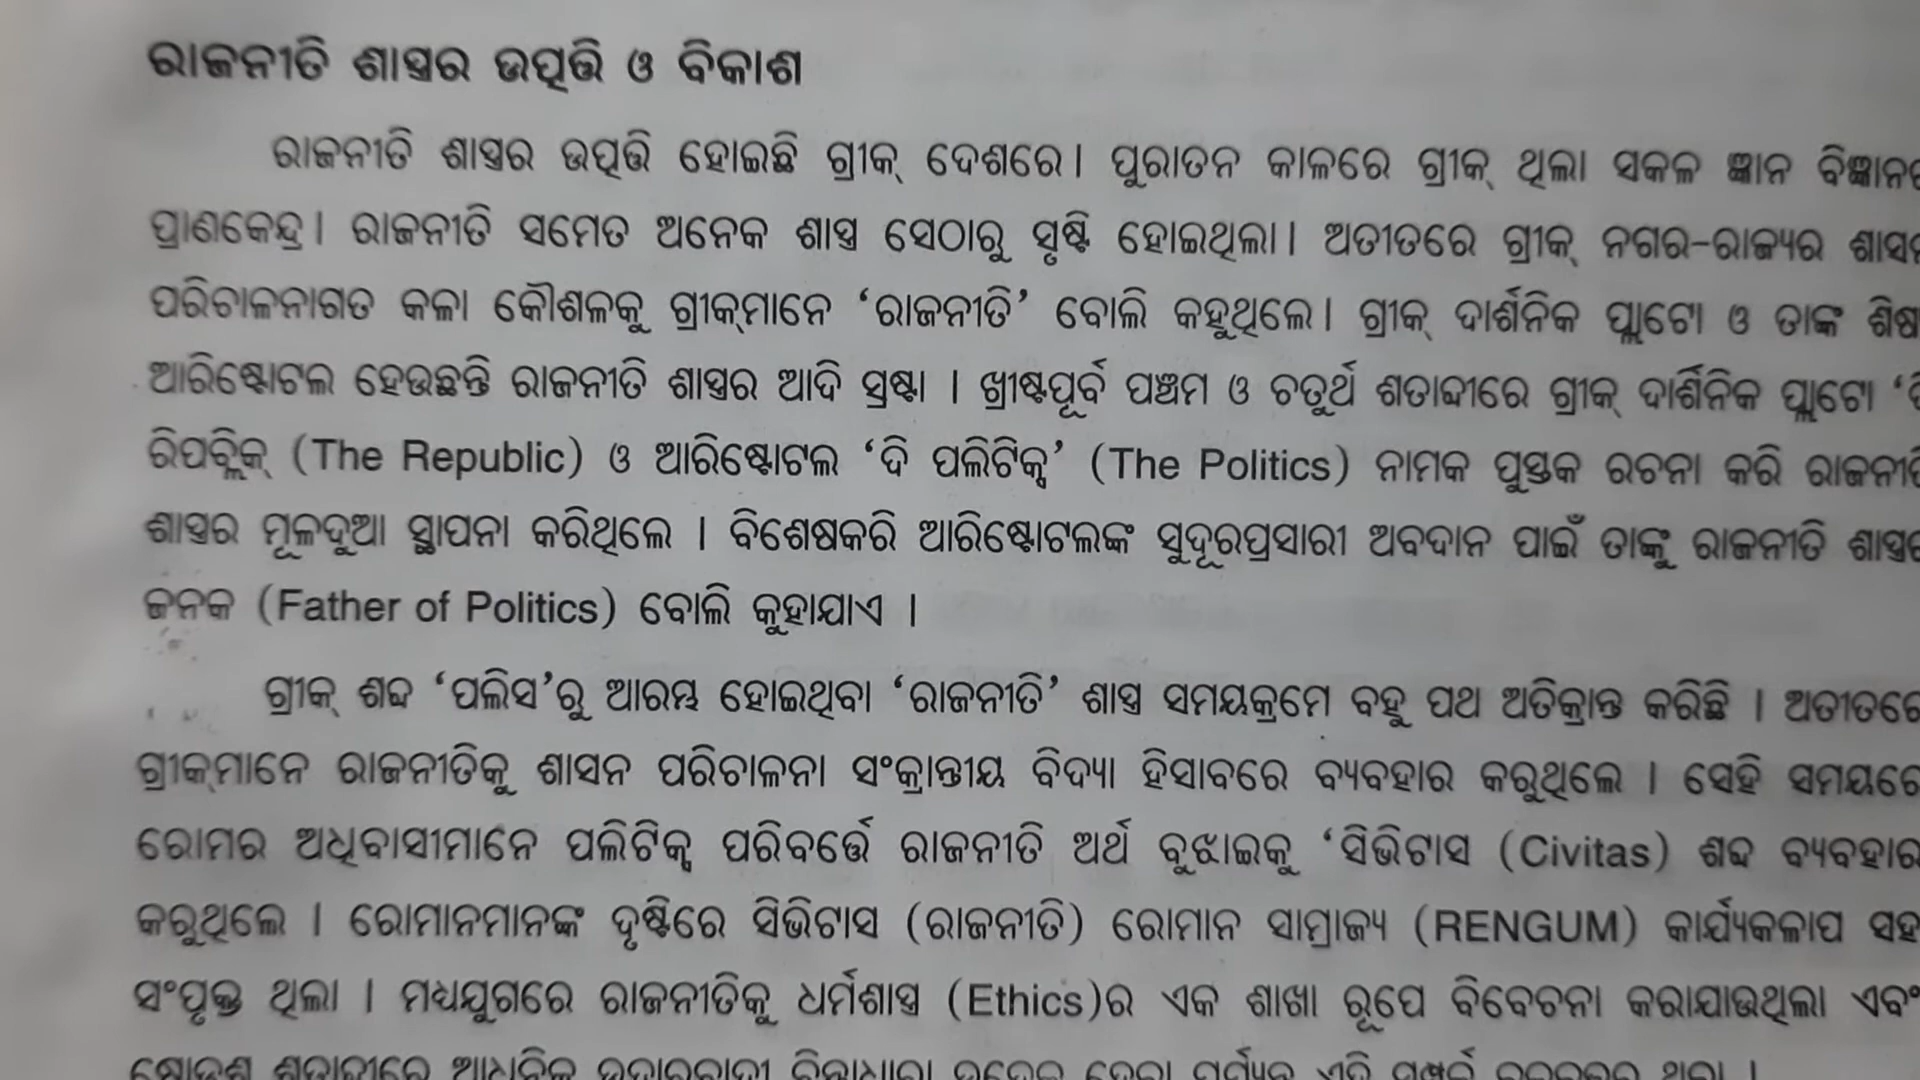 ରାଜନୀତି ଶାସ୍ତ୍ରର ଉତ୍ପତ୍ତି ଓ ବିକାଶ
ରାଜନୀତି ଶାସ୍ତ୍ରର ଉତ୍ପତ୍ତି ହୋଇଛି ଗ୍ରୀକ୍ ଦେଶରେ। ପୁରାତନ କାଳରେ ଗ୍ରୀକ୍ ଥିଲା ସକଳ ଜ୍ଞାନ
ପ୍ରାଣକେନ୍ଦ୍ର। ରାଜନୀତି ସମେତ ଅନେକ ଶାସ୍ତ୍ର ସେଠାରୁ ସୃଷ୍ଟି ହୋଇଥିଲା। ଅତୀତରେ ଗ୍ରୀକ୍ ନଗର-ରାଜ୍ୟର
ପରିଚାଳନାଗତ କଳା କୌଶଳକୁ ଗ୍ରୀକ୍‌ମାନେ ‘ରାଜନୀତି’ ବୋଲି କହୁଥିଲେ। ଗ୍ରୀକ୍ ଦାର୍ଶନିକ ପ୍ଲାଟୋ ଓ ତାଙ୍କ
ଆରିଷ୍ଟୋଟଲ ହେଉଛନ୍ତି ରାଜନୀତି ଶାସ୍ତ୍ରର ଆଦି ସ୍ରଷ୍ଟା । ଖ୍ରୀଷ୍ଟପୂର୍ବ ପଞ୍ଚମ ଓ ଚତୁର୍ଥ ଶତାବ୍ଦୀରେ ଗ୍ରୀକ୍ ଦାର୍ଶନିକ ପ୍ଲାଟୋ
ରିପବ୍ଲିକ୍ (The Republic) ଓ ଆରିଷ୍ଟୋଟଲ ‘ଦି ପଲିଟିକ୍ସ’ (The Politics) ନାମକ ପୁସ୍ତକ ରଚନା କରି
ଶାସ୍ତ୍ରର ମୂଳଦୁଆ ସ୍ଥାପନା କରିଥିଲେ । ବିଶେଷକରି ଆରିଷ୍ଟୋଟଲଙ୍କ ସୁଦୂରପ୍ରସାରୀ ଅବଦାନ ପାଇଁ ତାଙ୍କୁ ରାଜନୀତି
ଜନକ (Father of Politics) ବୋଲି କୁହାଯାଏ ।
ଗ୍ରୀକ୍ ଶବ୍ଦ ‘ପଲିସ’ରୁ ଆରମ୍ଭ ହୋଇଥିବା ‘ରାଜନୀତି’ ଶାସ୍ତ୍ର ସମୟକ୍ରମେ ବହୁ ପଥ ଅତିକ୍ରାନ୍ତ କରିଛି । ଅତୀତରେ
ଗ୍ରୀକ୍‌ମାନେ ରାଜନୀତିକୁ ଶାସନ ପରିଚାଳନା ସଂକ୍ରାନ୍ତୀୟ ବିଦ୍ୟା ହିସାବରେ ବ୍ୟବହାର କରୁଥିଲେ । ସେହି ସମୟରେ
ରୋମର ଅଧିବାସୀମାନେ ପଲିଟିକ୍ସ ପରିବର୍ତ୍ତେ ରାଜନୀତି ଅର୍ଥ ବୁଝାଇକୁ ‘ସିଭିଟାସ (Civitas) ଶବ୍ଦ ବ୍ୟବହାର
କରୁଥିଲେ । ରୋମାନମାନଙ୍କ ଦୃଷ୍ଟିରେ ସିଭିଟାସ (ରାଜନୀତି) ରୋମାନ ସାମ୍ରାଜ୍ୟ (RENGUM) କାର୍ଯ୍ୟକଳାପ ସହ
ସଂପୃକ୍ତ ଥିଲା । ମଧ୍ୟଯୁଗରେ ରାଜନୀତିକୁ ଧର୍ମଶାସ୍ତ୍ର (Ethics)ର ଏକ ଶାଖା ରୂପେ ବିବେଚନା କରାଯାଉଥିଲା ଏବଂ